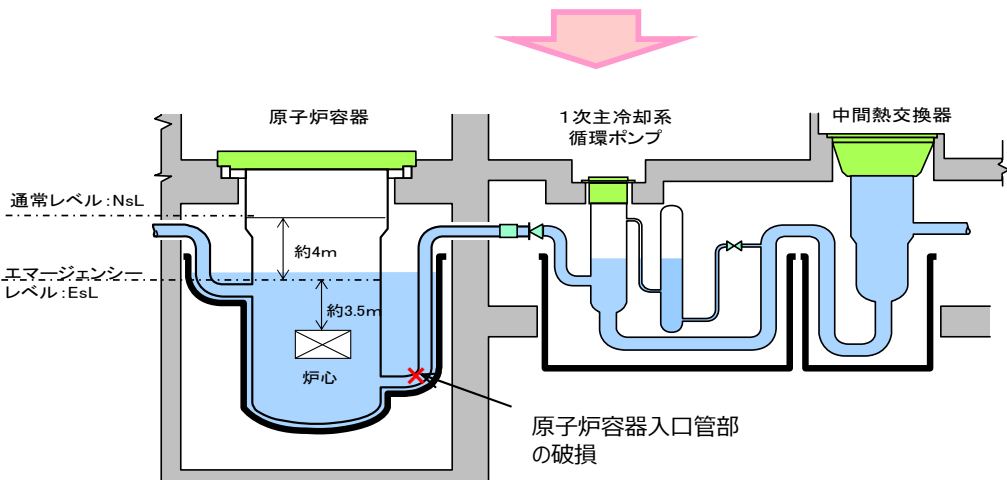 原子炉容器
1次主冷却系
循環ポンプ
中間熱交換器
通常レベル:NsL
約4m
エマージェンシー
レベル:EsL
約3.5m
炉心
原子炉容器入口管部
の破損